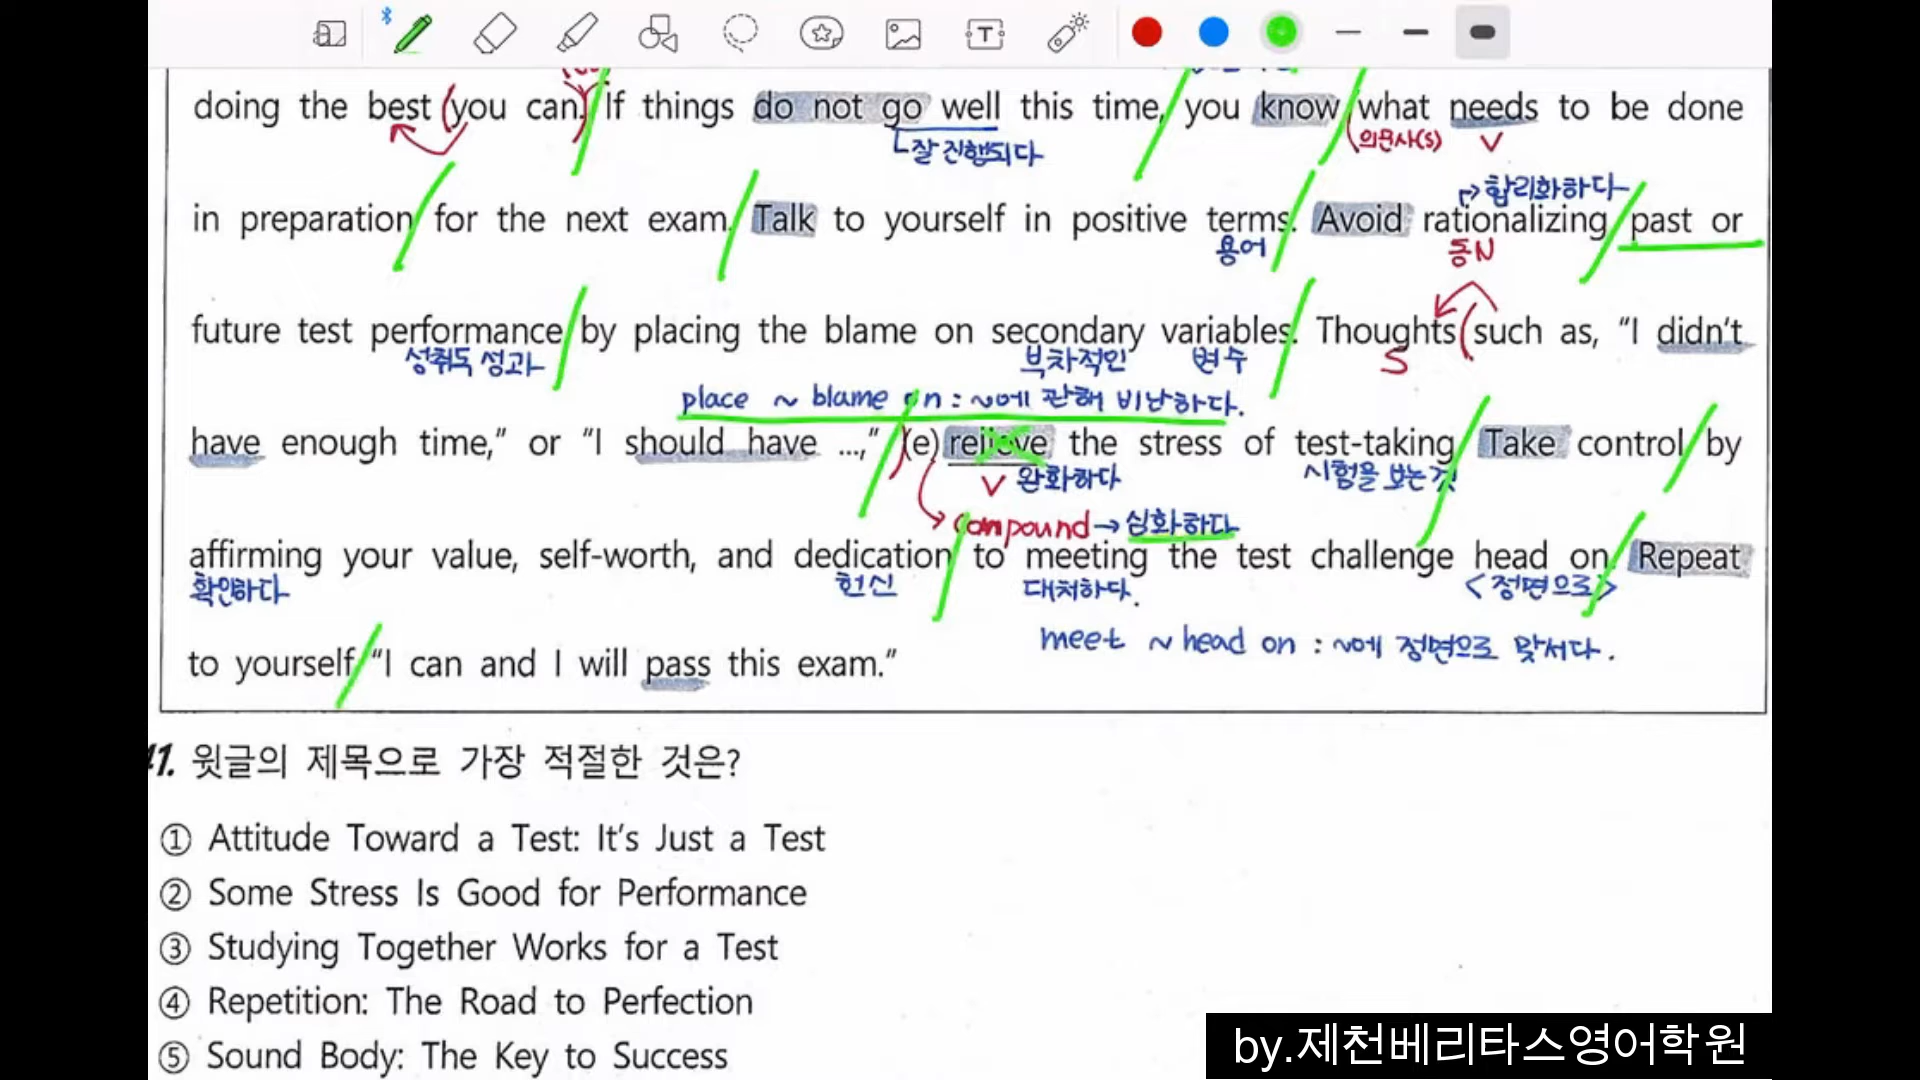 doing the best (you can.) If things do not go well this time, you know what needs to be done
잘 진행되다
의문사(S) V
합리화하다
in preparation for the next exam. Talk to yourself in positive terms. Avoid rationalizing past or
용어
동N
future test performance by placing the blame on secondary variables. Thoughts (such as, “I didn’t
성취도 성과
부차적인 변수
S
place ~ blame on : ~에 관해 비난하다.
have enough time,” or “I should have ...,” (e) relieve the stress of test-taking. Take control by
V 완화하다
시험을 보는것
compound → 심화하다
affirming your value, self-worth, and dedication to meeting the test challenge head on. Repeat
확인하다
헌신
대처하다.
<정면으로>
meet ~ head on : ~에 정면으로 맞서다.
to yourself “I can and I will pass this exam.”
41. 윗글의 제목으로 가장 적절한 것은?
① Attitude Toward a Test: It’s Just a Test
② Some Stress Is Good for Performance
③ Studying Together Works for a Test
④ Repetition: The Road to Perfection
⑤ Sound Body: The Key to Success
by.제천베리타스영어학원